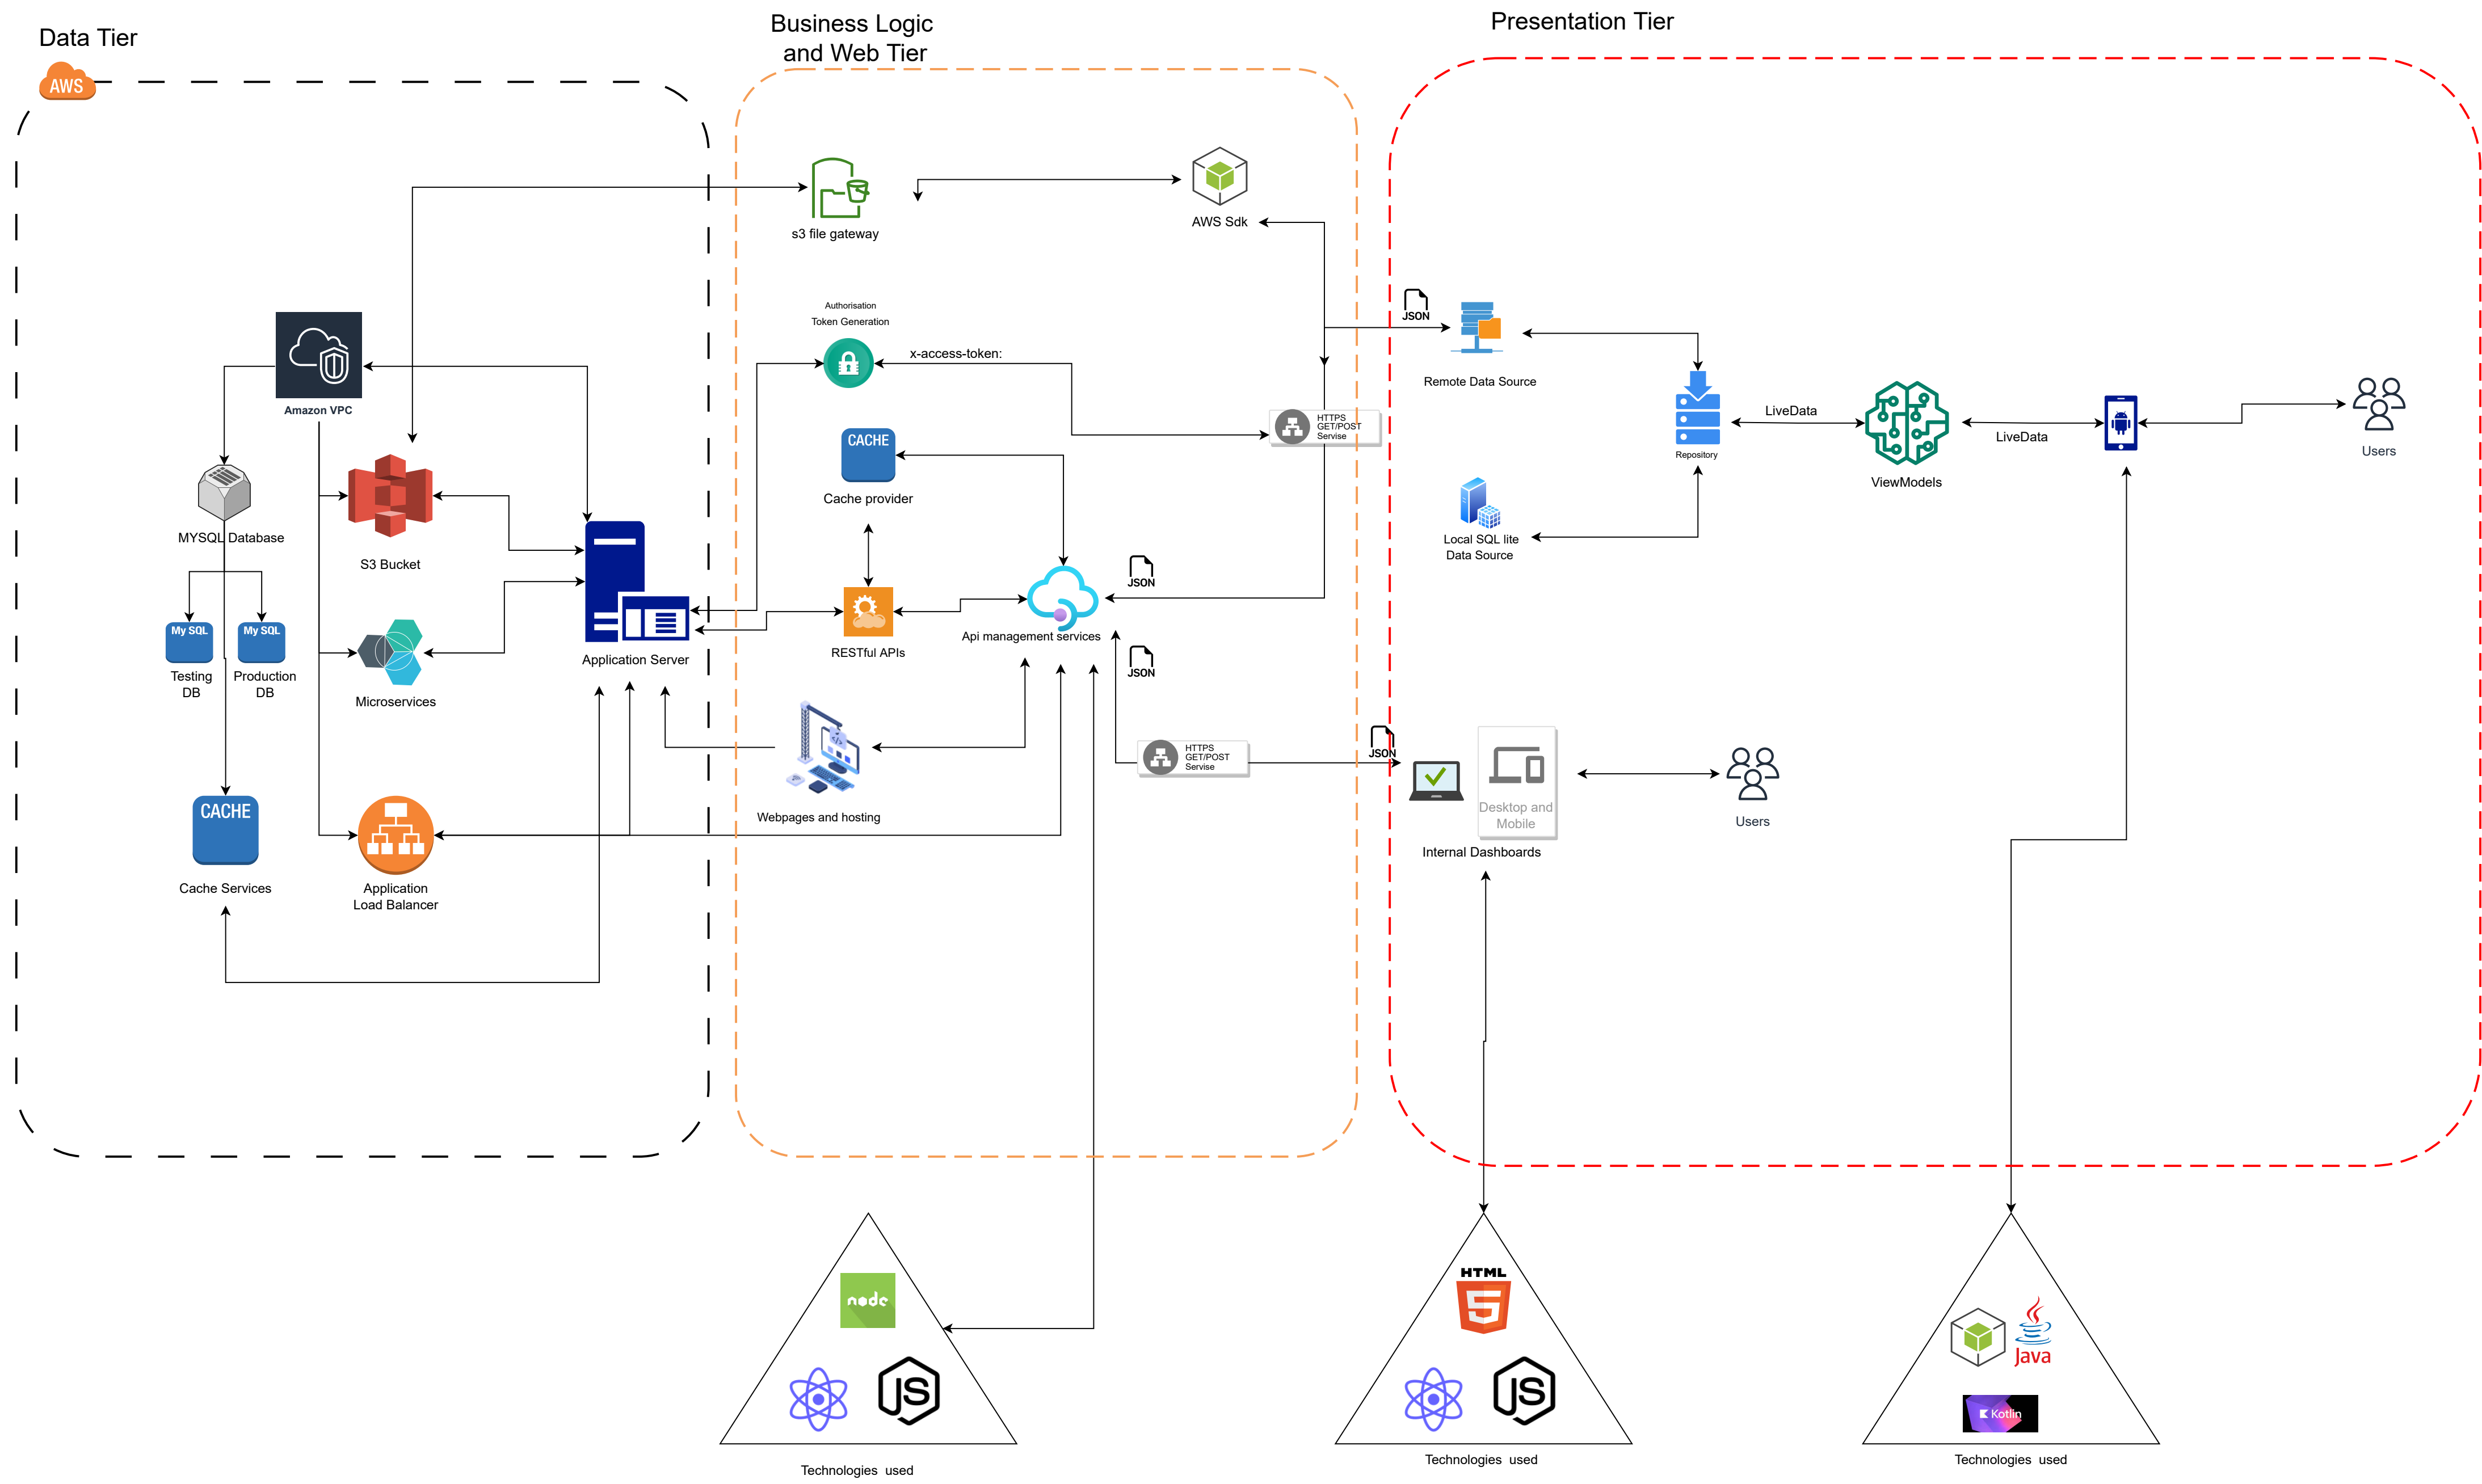 Data Tier
AWS
Business Logic
and Web Tier
Presentation Tier
s3 file gateway
AWS Sdk
Authorisation
Token Generation
x-access-token:
HTTPS
GET/POST
Servise
CACHE
Cache provider
RESTful APIs
Api management services
JSON
JSON
Webpages and hosting
HTTPS
GET/POST
Servise
Amazon VPC
MYSQL Database
S3 Bucket
My SQL
Testing
DB
My SQL
Production
DB
Microservices
Application Server
CACHE
Cache Services
Application
Load Balancer
JSON
Remote Data Source
Repository
LiveData
ViewModels
LiveData
Users
Local SQL lite
Data Source
JSON
Desktop and
Mobile
Internal Dashboards
Users
node
JS
Technologies used
HTML
5
JS
Technologies used
Java
Kotlin
Technologies used